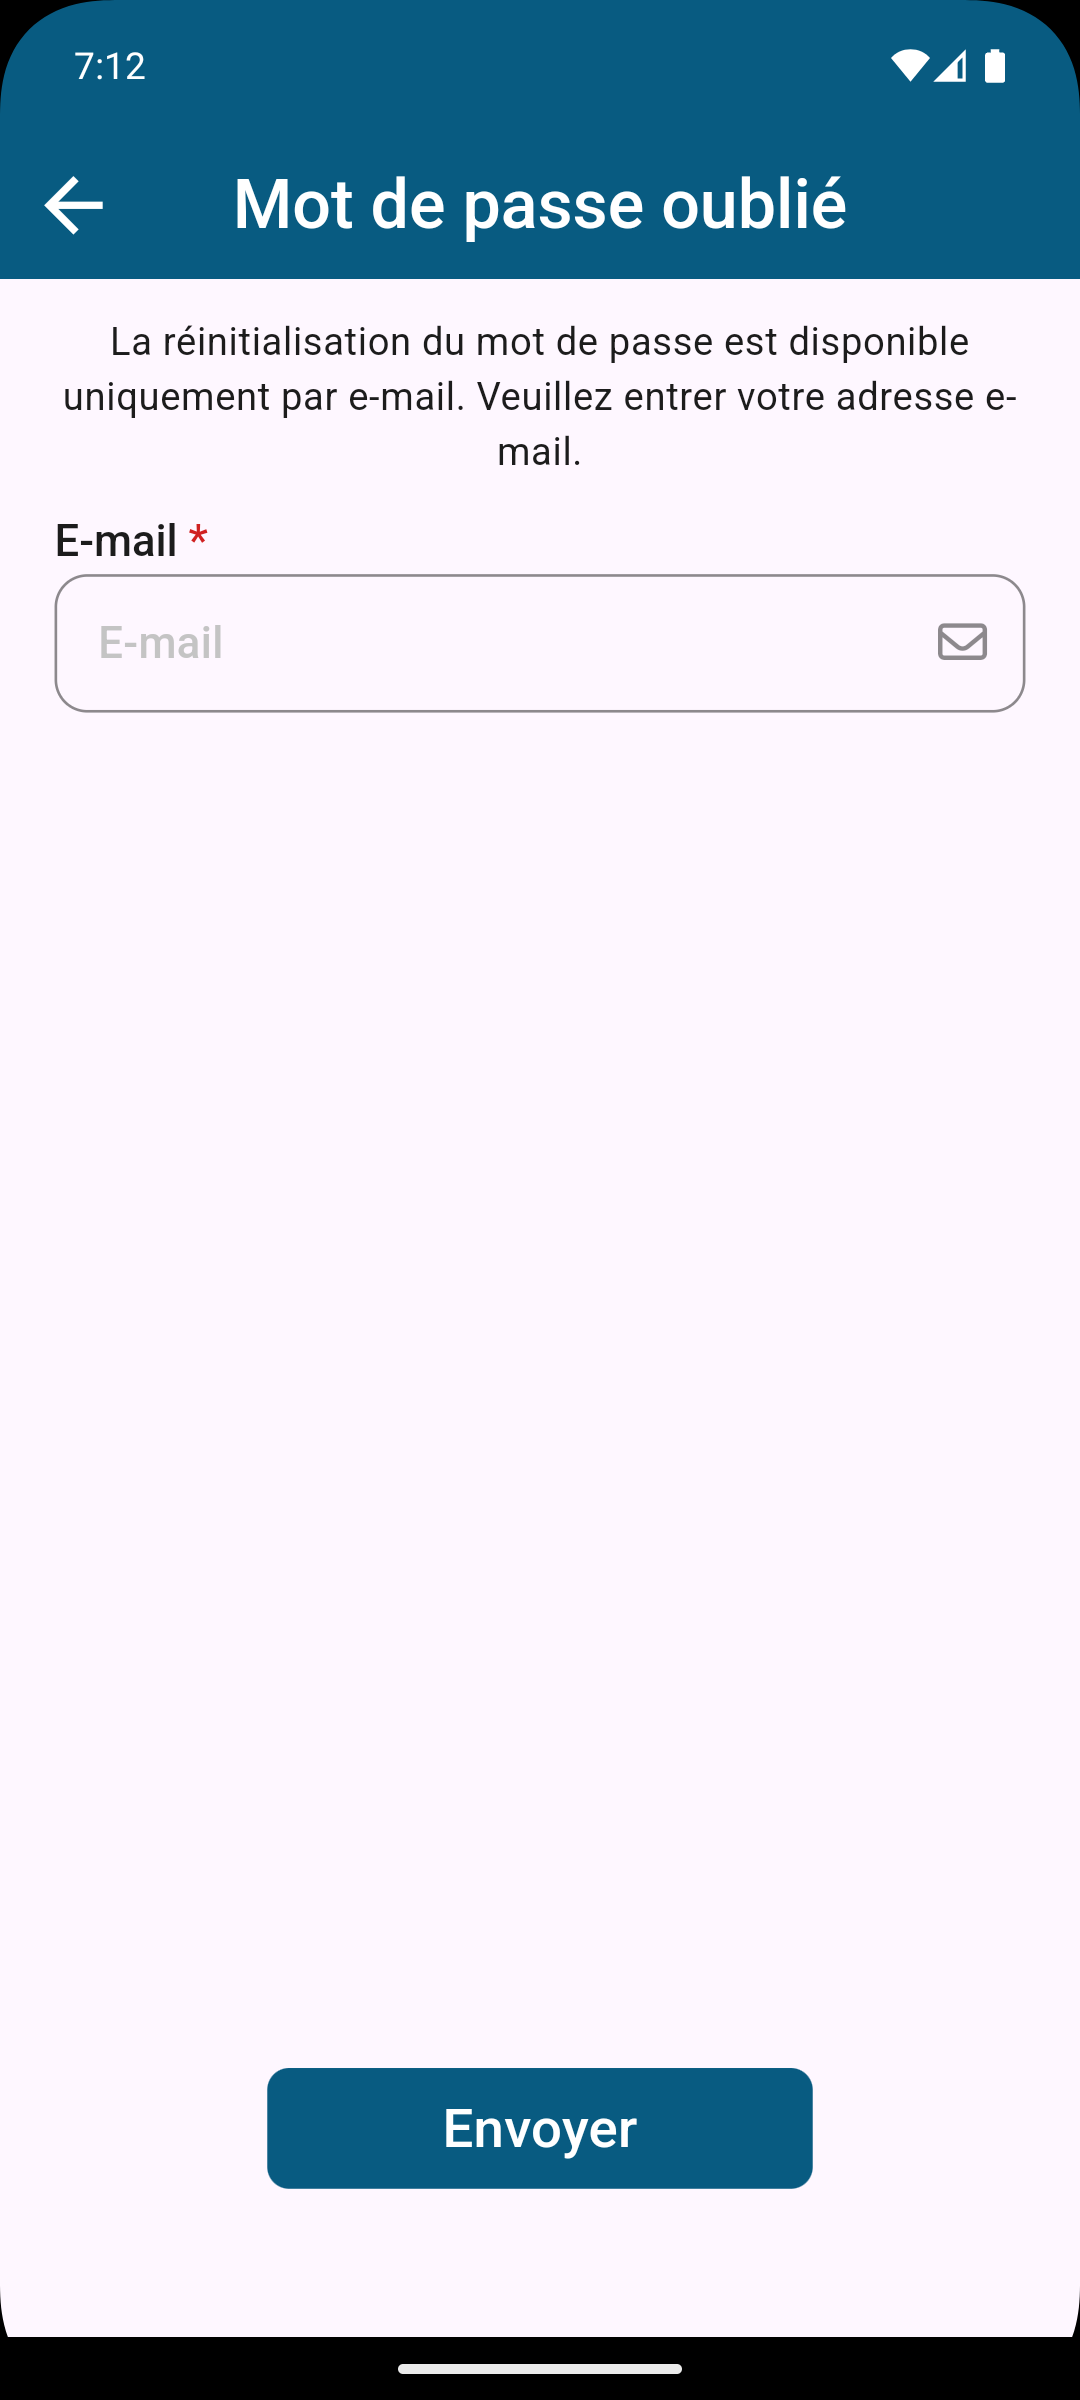 7:12
Mot de passe oublié
La réinitialisation du mot de passe est disponible
uniquement par e-mail. Veuillez entrer votre adresse e-
mail.
E-mail *
E-mail
Envoyer